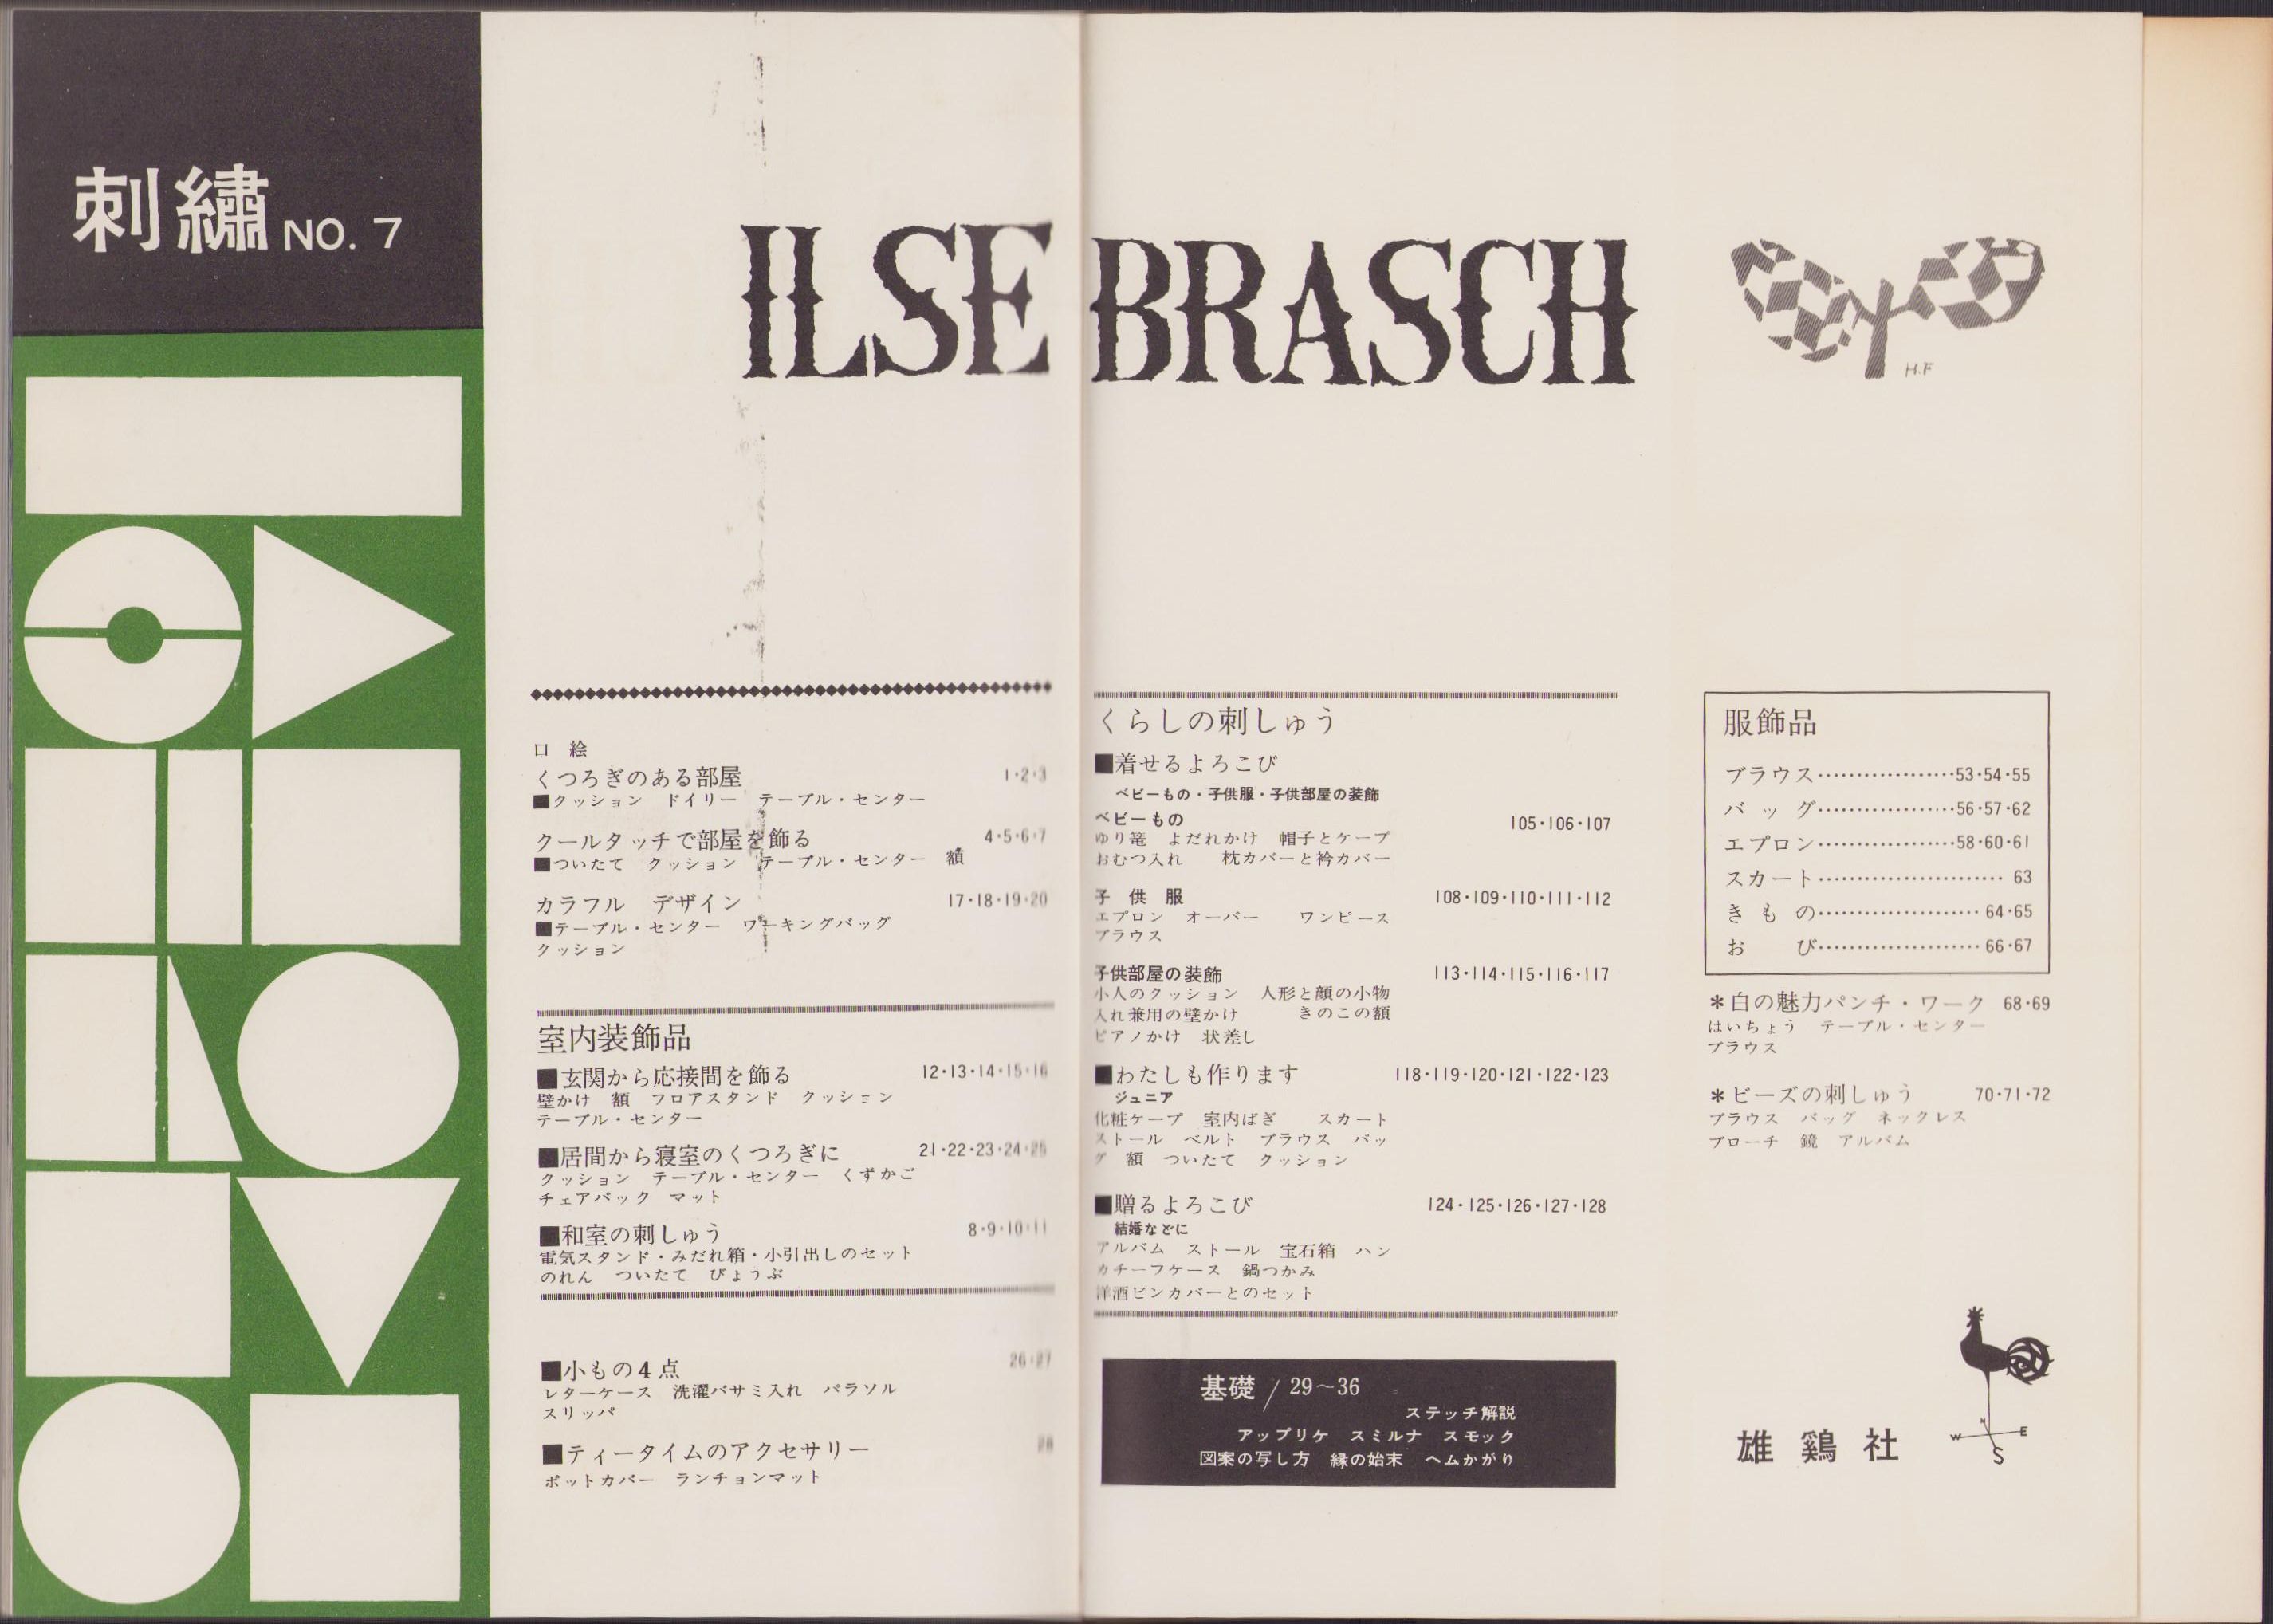 刺繍 NO. 7
ILSE BRASCH
H.F
口 絵
くつろぎのある部屋 1・2・3
■クッション ドイリー テーブル・センター
クールタッチで部屋を飾る 4・5・6・7
■ついたて クッション テーブル・センター 額
カラフル デザイン 17・18・19・20
■テーブル・センター ワーキングバッグ
クッション
室内装飾品
■玄関から応接間を飾る 12・13・14・15・16
壁かけ 額 フロアスタンド クッション
テーブル・センター
■居間から寝室のくつろぎに 21・22・23・24・25
クッション テーブル・センター くずかご
チェアバック マット
■和室の刺しゅう 8・9・10・11
電気スタンド・みだれ箱・小引出しのセット
のれん ついたて びょうぶ
■小もの4点 26・27
レターケース 洗濯バサミ入れ パラソル
スリッパ
■ティータイムのアクセサリー 28
ポットカバー ランチョンマット
くらしの刺しゅう
■着せるよろこび
ベビーもの・子供服・子供部屋の装飾
ベビーもの 105・106・107
ゆり篭 よだれかけ 帽子とケープ
おむつ入れ 枕カバーと衿カバー
子供服 108・109・110・111・112
エプロン オーバー ワンピース
ブラウス
子供部屋の装飾 113・114・115・116・117
小人のクッション 人形と顔の小物
入れ兼用の壁かけ きのこの額
ピアノかけ 状差し
■わたしも作ります 118・119・120・121・122・123
ジュニア
化粧ケープ 室内ばき スカート
ストール ベルト ブラウス バッ
グ 額 ついたて クッション
■贈るよろこび 124・125・126・127・128
結婚などに
アルバム ストール 宝石箱 ハン
カチーフケース 鍋つかみ
洋酒ビンカバーとのセット
基礎 / 29〜36
ステッチ解説
アップリケ スミルナ スモック
図案の写し方 縁の始末 ヘムかがり
服飾品
ブラウス………………53・54・55
バッグ………………56・57・62
エプロン………………58・60・61
スカート…………………… 63
きもの………………… 64・65
おび………………… 66・67
＊白の魅力パンチ・ワーク 68・69
はいちょう テーブル・センター
ブラウス
＊ビーズの刺しゅう 70・71・72
ブラウス バッグ ネックレス
ブローチ 鏡 アルバム
N
W E
S
雄鶏社